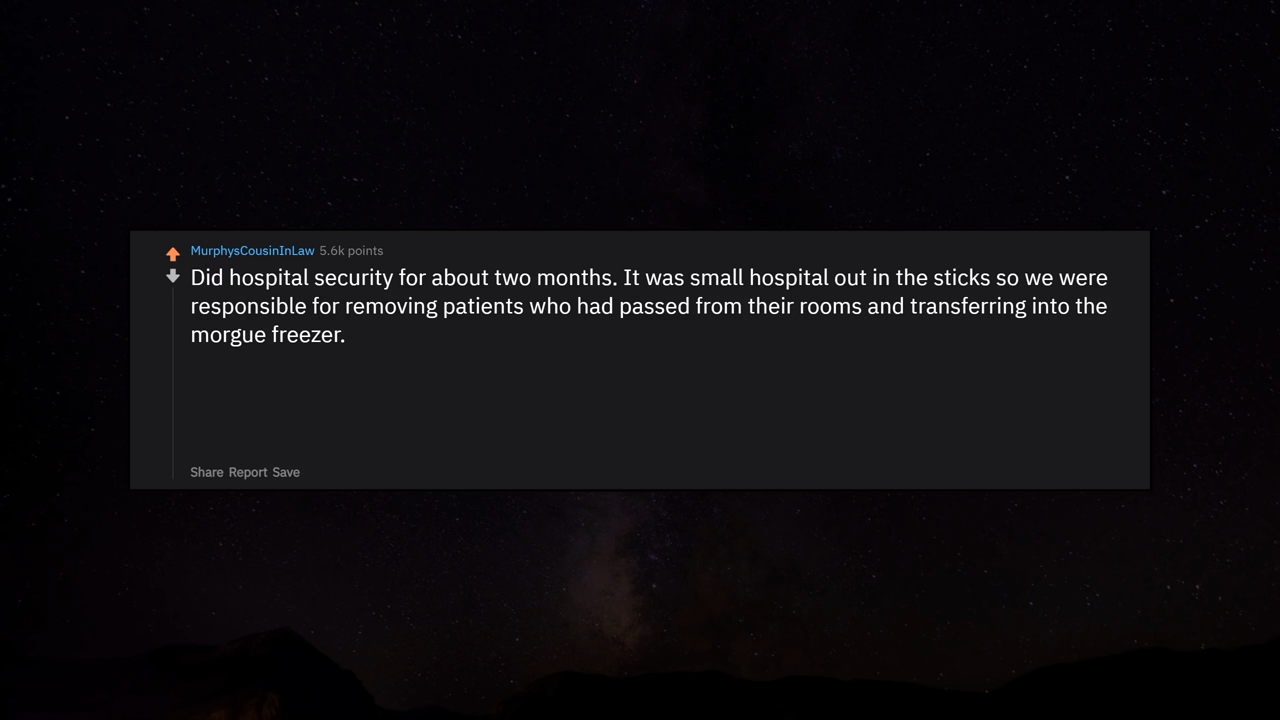 MurphysCousinInLaw 5.6k points
Did hospital security for about two months. It was small hospital out in the sticks so we were
responsible for removing patients who had passed from their rooms and transferring into the
morgue freezer.
Share Report Save